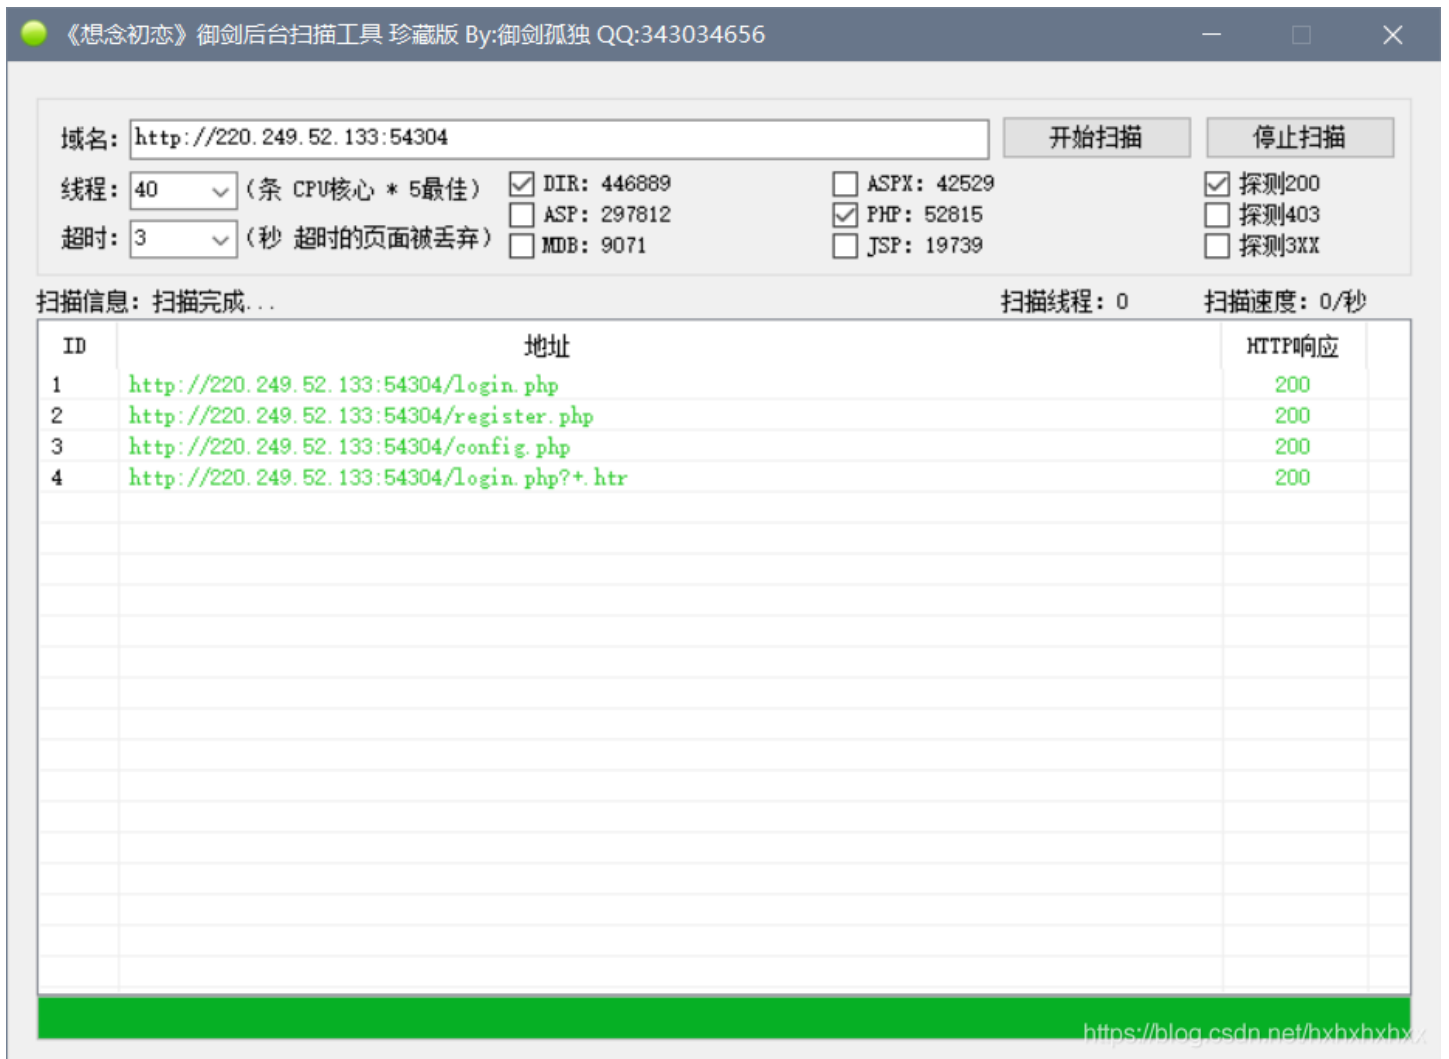 《想念初恋》御剑后台扫描工具 珍藏版 By:御剑孤独 QQ:343034656
域名: http://220.249.52.133:54304 开始扫描 停止扫描
线程: 40 (条 CPU核心 * 5最佳) DIR: 446889 ASPX: 42529 探测200
ASP: 297812 PHP: 52815 探测403
超时: 3 (秒 超时的页面被丢弃) MDB: 9071 JSP: 19739 探测3XX
扫描信息: 扫描完成... 扫描线程: 0 扫描速度: 0/秒
ID 地址 HTTP响应
1 http://220.249.52.133:54304/login.php 200
2 http://220.249.52.133:54304/register.php 200
3 http://220.249.52.133:54304/config.php 200
4 http://220.249.52.133:54304/login.php?+.htr 200
https://blog.csdn.net/hxhxhxhxx